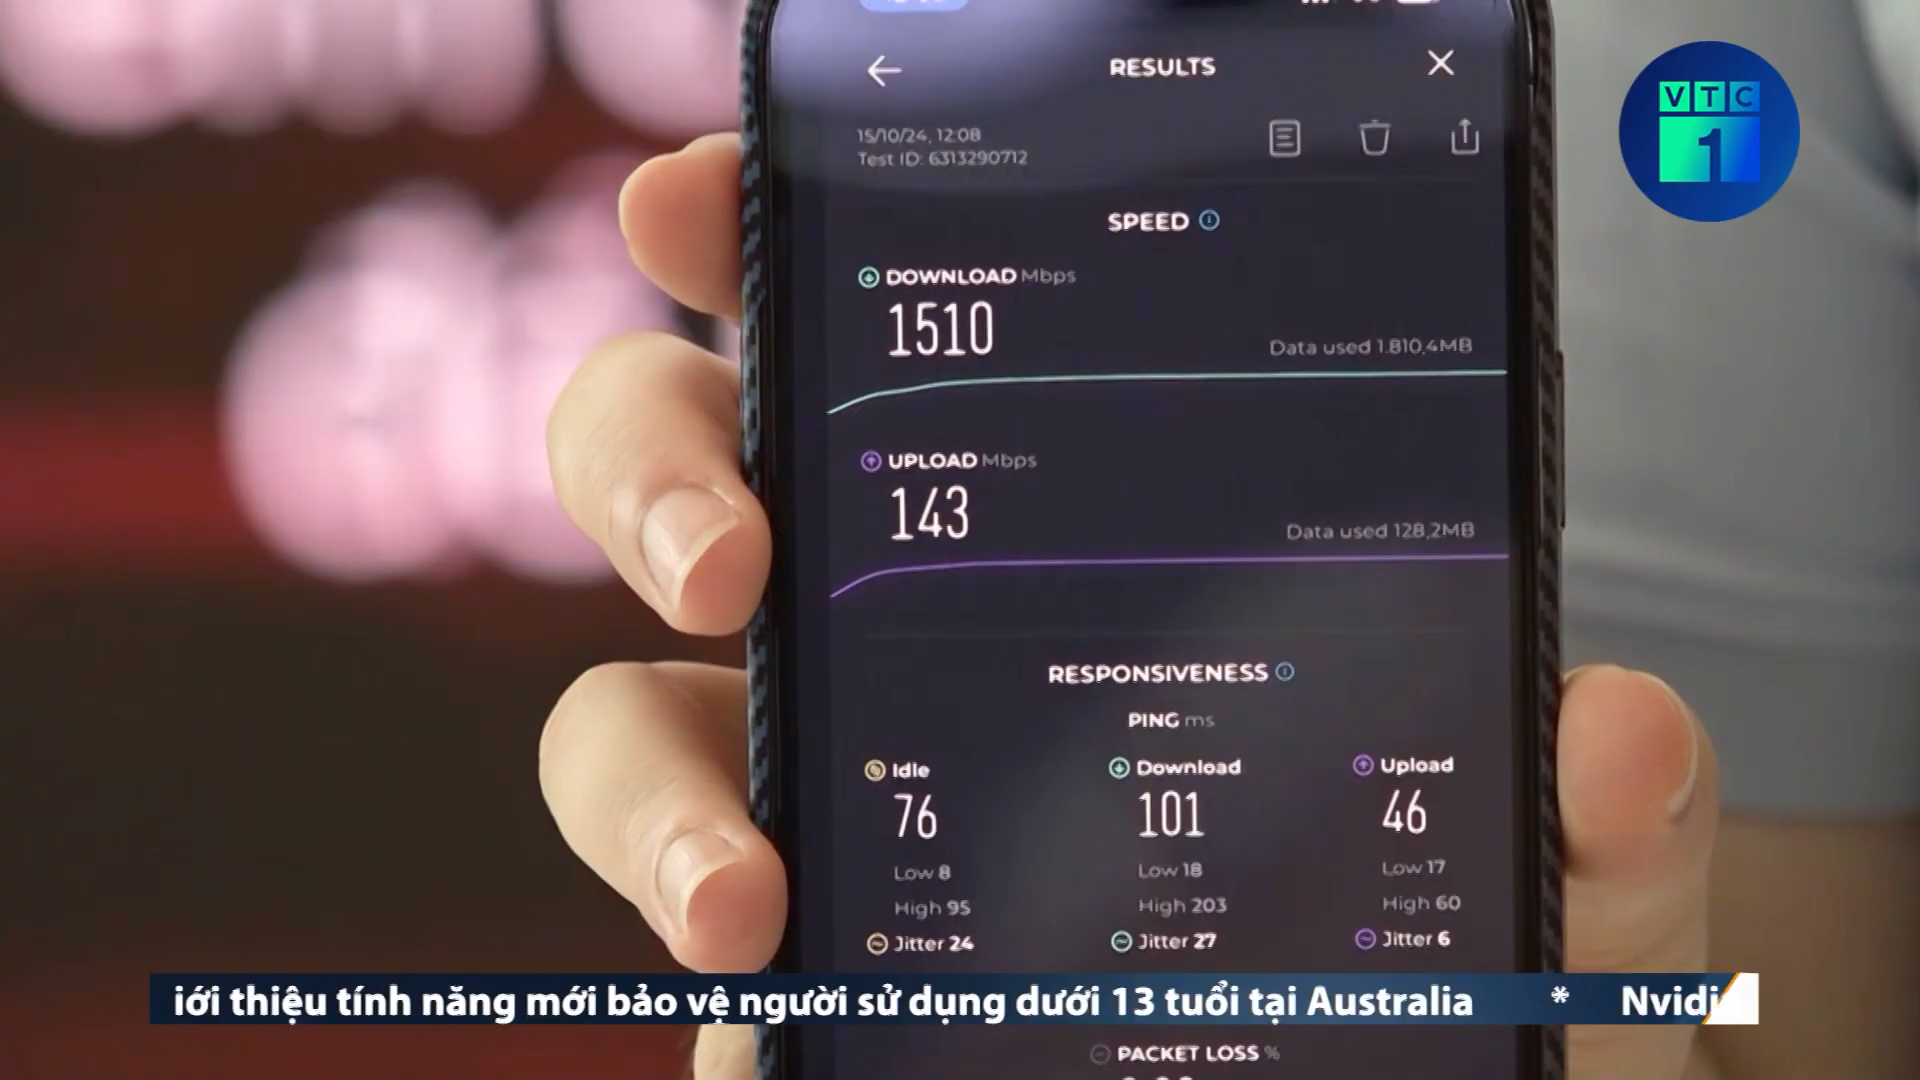 RESULTS
VTC
1
15/10/24, 12:08
Test ID: 6313290712
SPEED
DOWNLOAD Mbps
1510
Data used 1.810,4MB
UPLOAD Mbps
143
Data used 128,2MB
RESPONSIVENESS
PING ms
Idle Download Upload
76 101 46
Low 8 Low 18 Low 17
High 95 High 203 High 60
Jitter 24 Jitter 27 Jitter 6
iới thiệu tính năng mới bảo vệ người sử dụng dưới 13 tuổi tại Australia * Nvidi
PACKET LOSS %